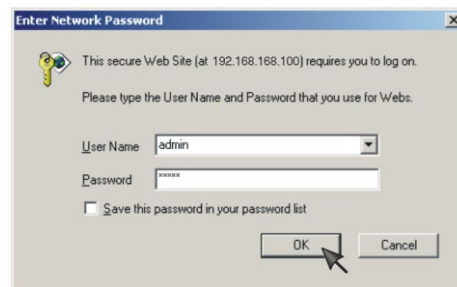 Enter Network Password
This secure Web Site (at 192.168.168.100) requires you to log on.
Please type the User Name and Password that you use for Webs.
User Name admin
Password *****
Save this password in your password list
OK Cancel